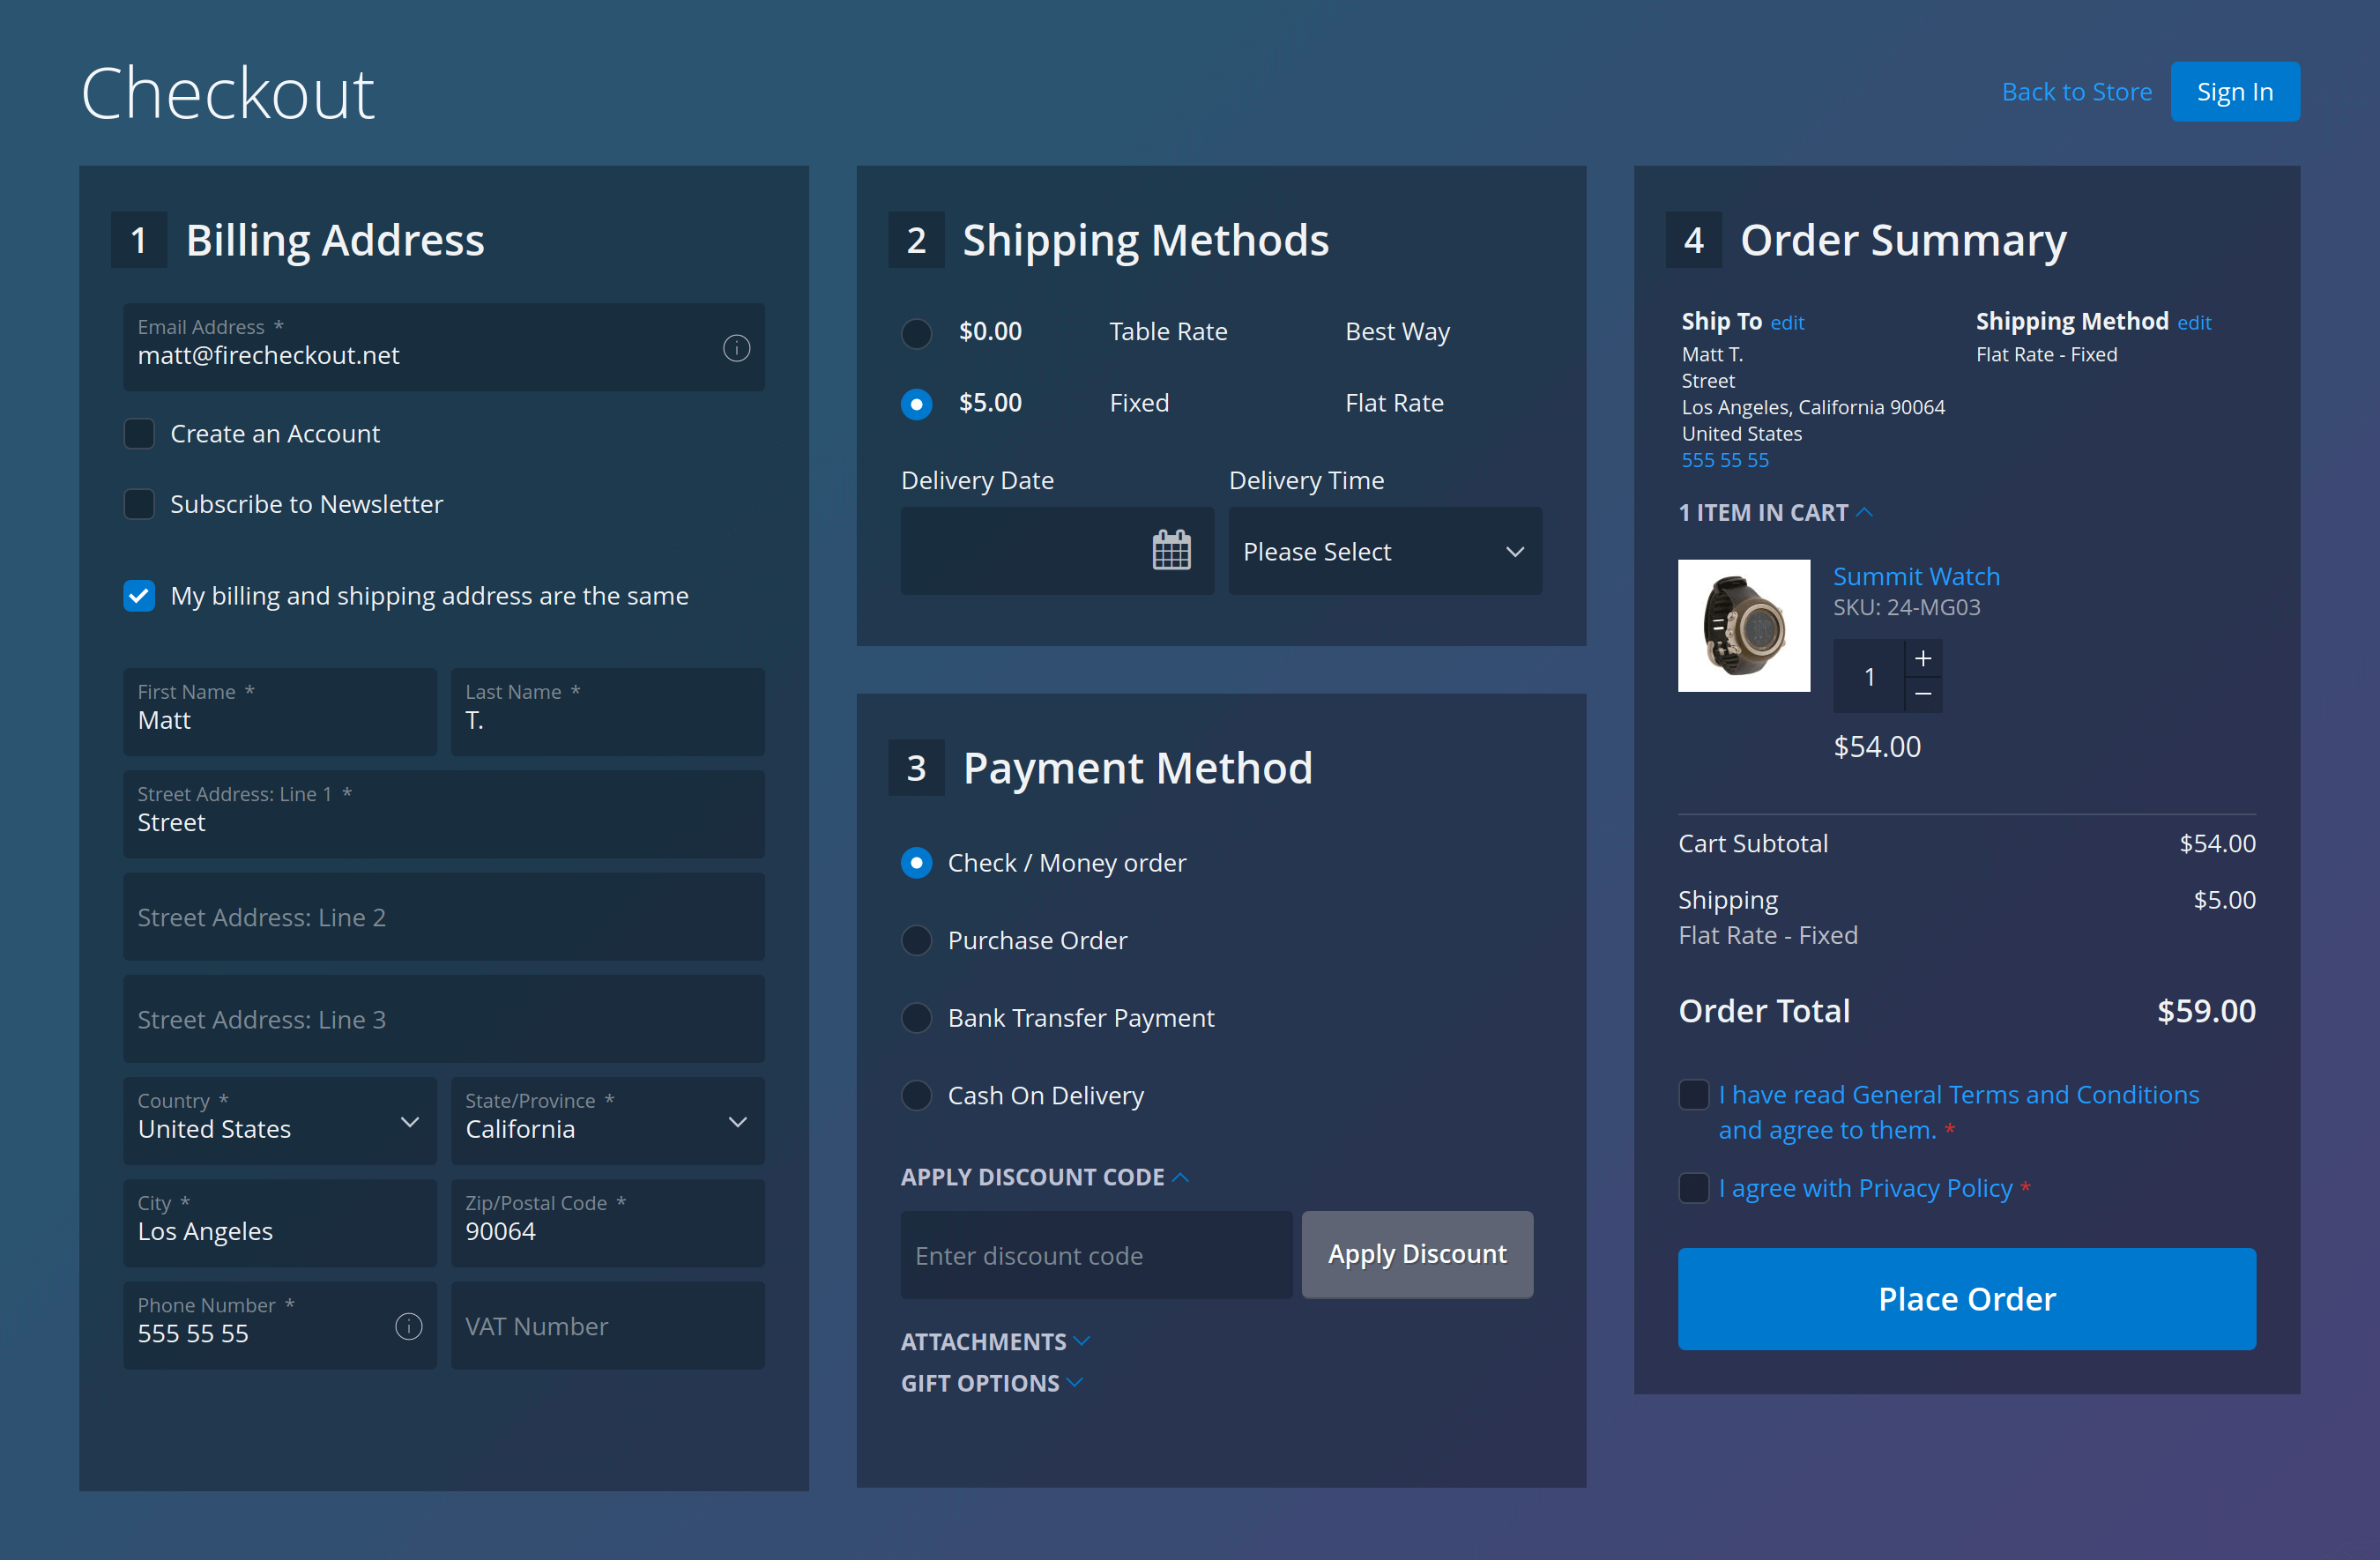 Checkout
Back to Store
Sign In
1
Billing Address
Email Address *
matt@firecheckout.net
Create an Account
Subscribe to Newsletter
My billing and shipping address are the same
First Name *
Matt
Last Name *
T.
Street Address: Line 1 *
Street
Street Address: Line 2
Street Address: Line 3
Country *
United States
State/Province *
California
City *
Los Angeles
Zip/Postal Code *
90064
Phone Number *
555 55 55
VAT Number
2
Shipping Methods
$0.00 Table Rate Best Way
$5.00 Fixed Flat Rate
Delivery Date
Delivery Time
Please Select
3
Payment Method
Check / Money order
Purchase Order
Bank Transfer Payment
Cash On Delivery
APPLY DISCOUNT CODE
Enter discount code
Apply Discount
ATTACHMENTS
GIFT OPTIONS
4
Order Summary
Ship To edit
Matt T.
Street
Los Angeles, California 90064
United States
555 55 55
Shipping Method edit
Flat Rate - Fixed
1 ITEM IN CART
Summit Watch
SKU: 24-MG03
1
+
−
$54.00
Cart Subtotal $54.00
Shipping $5.00
Flat Rate - Fixed
Order Total $59.00
I have read General Terms and Conditions
and agree to them. *
I agree with Privacy Policy *
Place Order